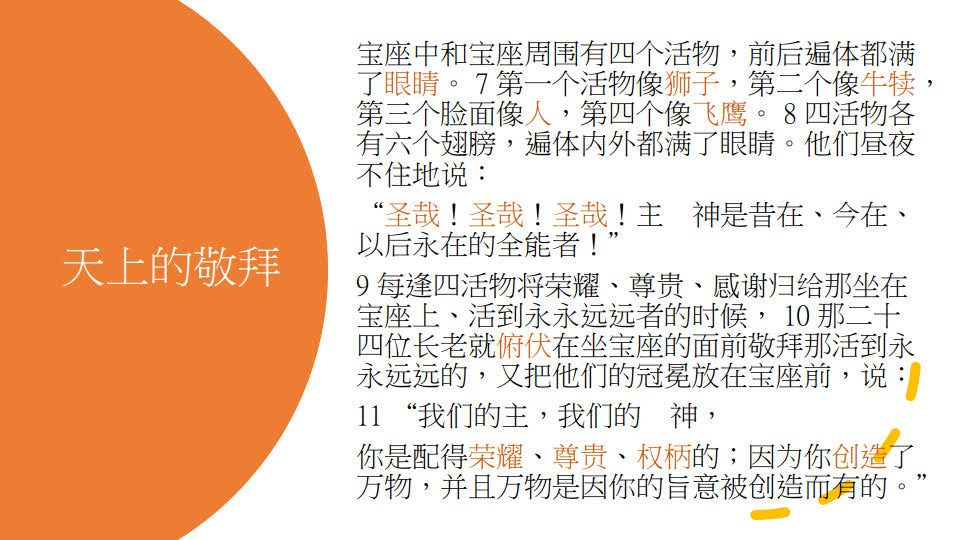 天上的敬拜
宝座中和宝座周围有四个活物，前后遍体都满
了眼睛。 7 第一个活物像狮子，第二个像牛犊，
第三个脸面像人，第四个像飞鹰。 8 四活物各
有六个翅膀，遍体内外都满了眼睛。他们昼夜
不住地说：
“圣哉！圣哉！圣哉！主　神是昔在、今在、
以后永在的全能者！”
9 每逢四活物将荣耀、尊贵、感谢归给那坐在
宝座上、活到永永远远者的时候， 10 那二十
四位长老就俯伏在坐宝座的面前敬拜那活到永
永远远的，又把他们的冠冕放在宝座前，说：
11 “我们的主，我们的　神，
你是配得荣耀、尊贵、权柄的；因为你创造了
万物，并且万物是因你的旨意被创造而有的。”